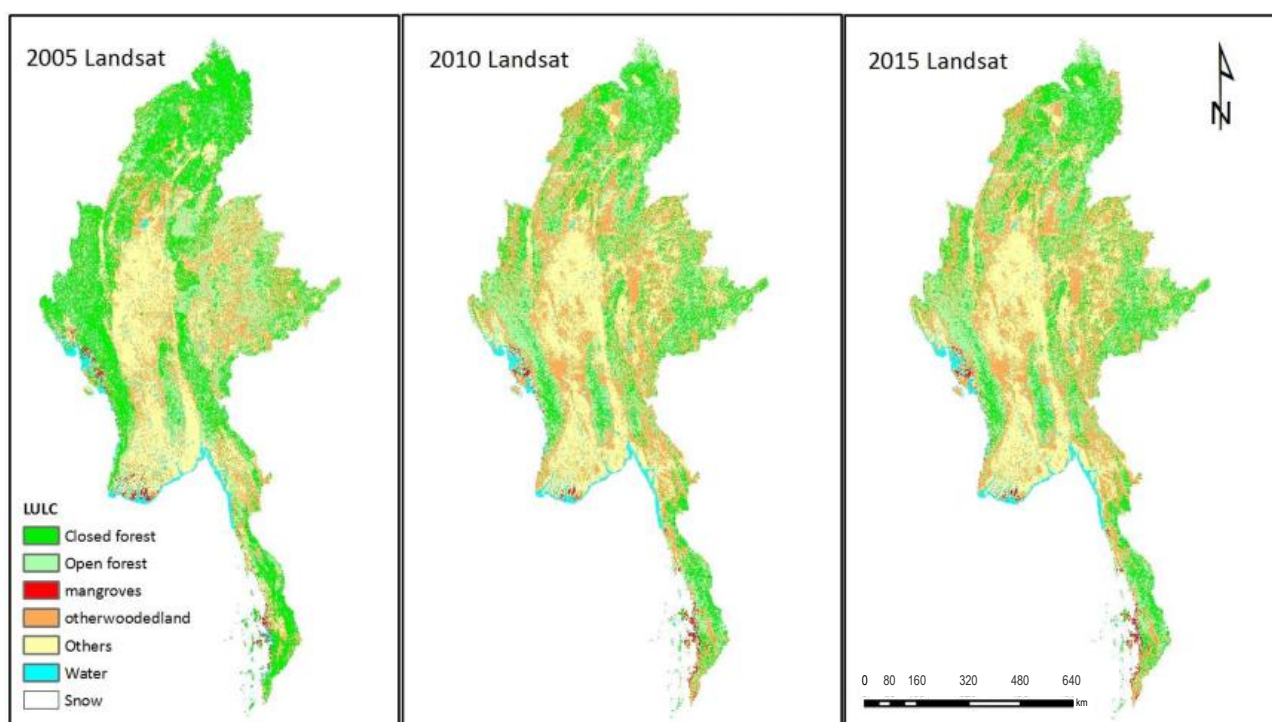 2005 Landsat
2010 Landsat
2015 Landsat
N
LULC
Closed forest
Open forest
mangroves
otherwoodedland
Others
Water
Snow
0 80 160 320 480 640
km